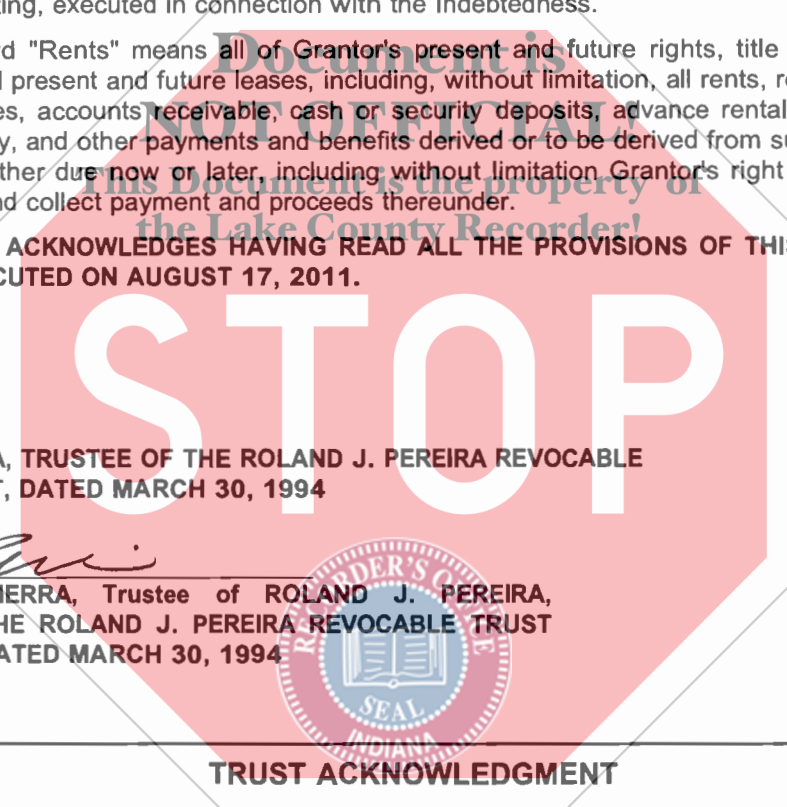 ing, executed in connection with the Indebtedness.
rd "Rents" means all of Grantor's present and future rights, title
present and future leases, including, without limitation, all rents, r
es, accounts receivable, cash or security deposits, advance rental
y, and other payments and benefits derived or to be derived from su
ther due now or later, including without limitation Grantor's right
nd collect payment and proceeds thereunder.
Document is
NOT OFFICIAL!
This Document is the property of
the Lake County Recorder!
ACKNOWLEDGES HAVING READ ALL THE PROVISIONS OF THIS
CUTED ON AUGUST 17, 2011.
STOP
A, TRUSTEE OF THE ROLAND J. PEREIRA REVOCABLE
T, DATED MARCH 30, 1994
IERRA, Trustee of ROLAND J. PEREIRA,
HE ROLAND J. PEREIRA REVOCABLE TRUST
ATED MARCH 30, 1994
RECORDER'S OFFICE
SEAL
INDIANA
TRUST ACKNOWLEDGMENT